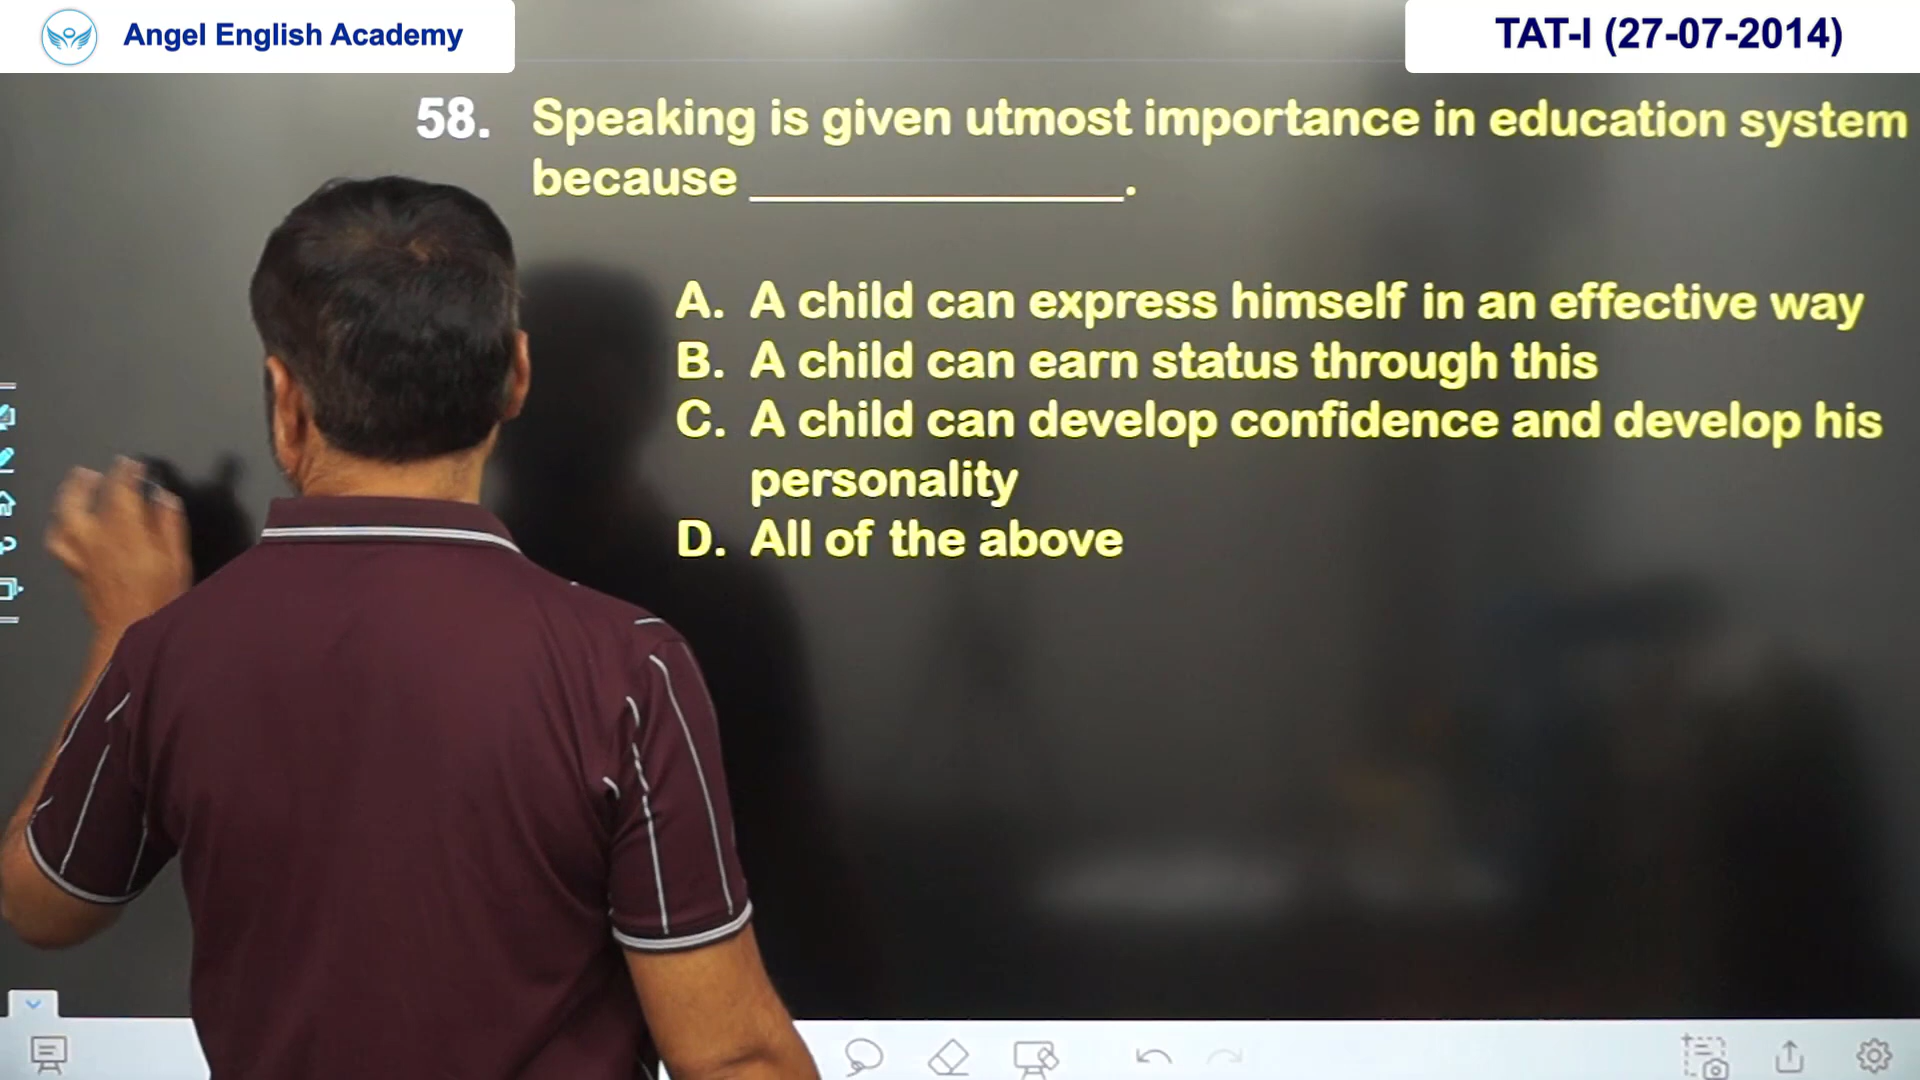 Angel English Academy
TAT-I (27-07-2014)
58. Speaking is given utmost importance in education system
because ______________.
A. A child can express himself in an effective way
B. A child can earn status through this
C. A child can develop confidence and develop his
personality
D. All of the above